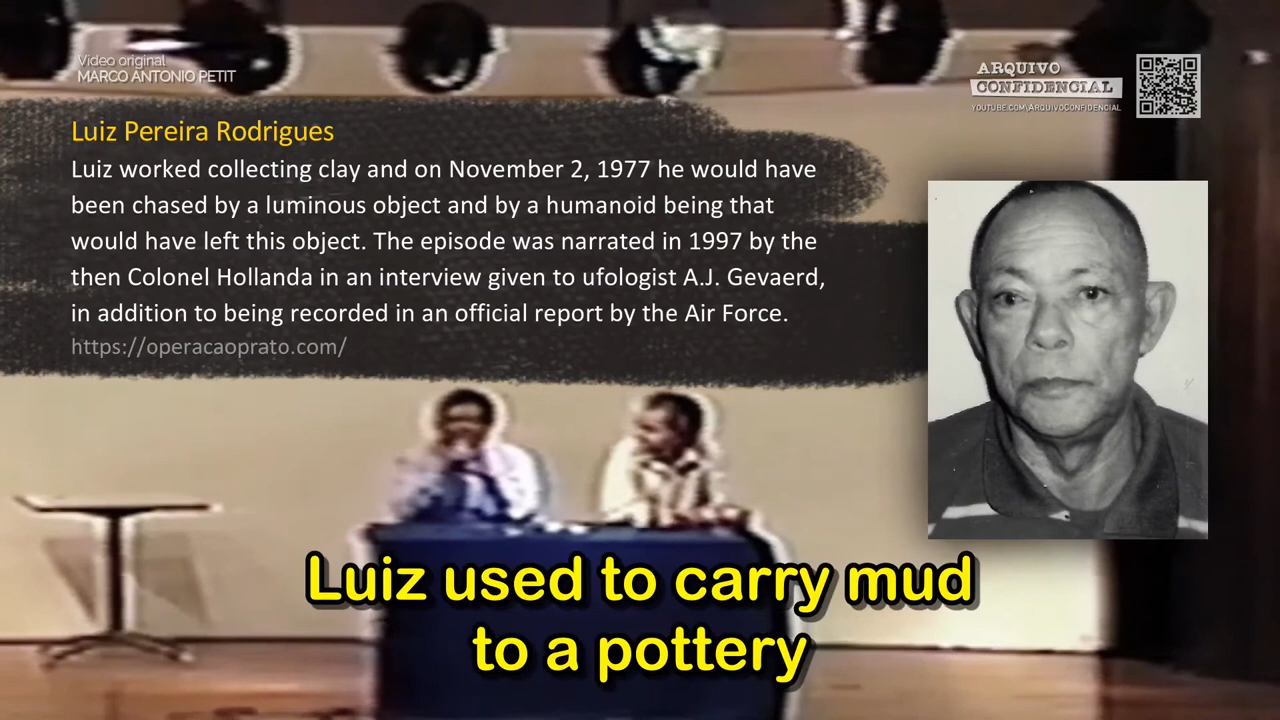 Video original
MARCO ANTONIO PETIT
ARQUIVO
CONFIDENCIAL
YOUTUBE.COM\ARQUIVOCONFIDENCIAL
Luiz Pereira Rodrigues
Luiz worked collecting clay and on November 2, 1977 he would have
been chased by a luminous object and by a humanoid being that
would have left this object. The episode was narrated in 1997 by the
then Colonel Hollanda in an interview given to ufologist A.J. Gevaerd,
in addition to being recorded in an official report by the Air Force.
https://operacaoprato.com/
Luiz used to carry mud
to a pottery